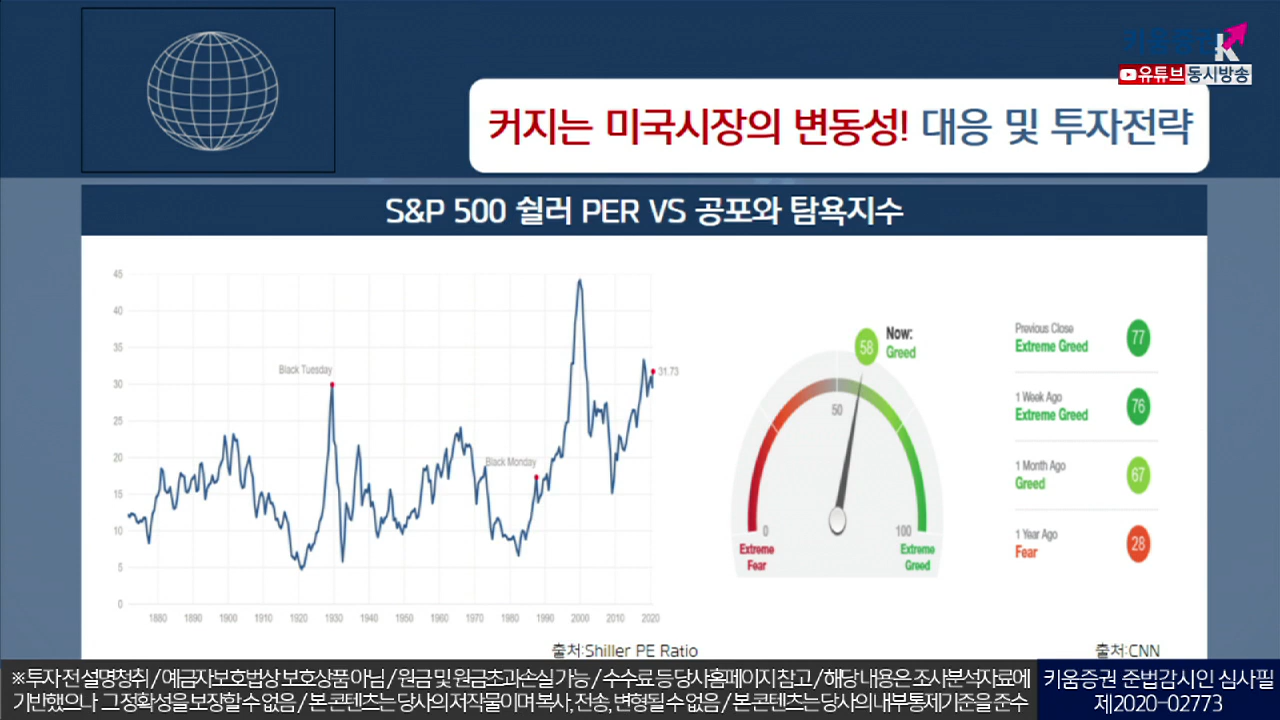 키움증권
유튜브 동시방송
커지는 미국시장의 변동성! 대응 및 투자전략
S&P 500 쉴러 PER VS 공포와 탐욕지수
45
40
35
30
25
20
15
10
5
0
Black Tuesday
Black Monday
31.73
1880 1890 1900 1910 1920 1930 1940 1950 1960 1970 1980 1990 2000 2010 2020
출처:Shiller PE Ratio
58
Now:
Greed
50
0
100
Extreme
Fear
Extreme
Greed
Previous Close
Extreme Greed
77
1 Week Ago
Extreme Greed
76
1 Month Ago
Greed
67
1 Year Ago
Fear
28
출처:CNN
※투자 전 설명청취 / 예금자보호법상 보호상품 아님 / 원금 및 원금초과손실 가능 / 수수료 등 당사홈페이지 참고 / 해당 내용은 조사분석자료에
기반했으나 그 정확성을 보장할 수 없음 / 본 콘텐츠는 당사의 저작물이며 복사, 전송, 변형될 수 없음 / 본 콘텐츠는 당사의 내부통제기준을 준수
키움증권 준법감시인 심사필
제2020-02773